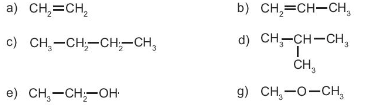 a) CH₂=CH₂
b) CH₂=CH—CH₃
c) CH₃—CH₂—CH₂—CH₃
d) CH₃—CH—CH₃
|
CH₃
e) CH₃—CH₂—OH
g) CH₃—O—CH₃